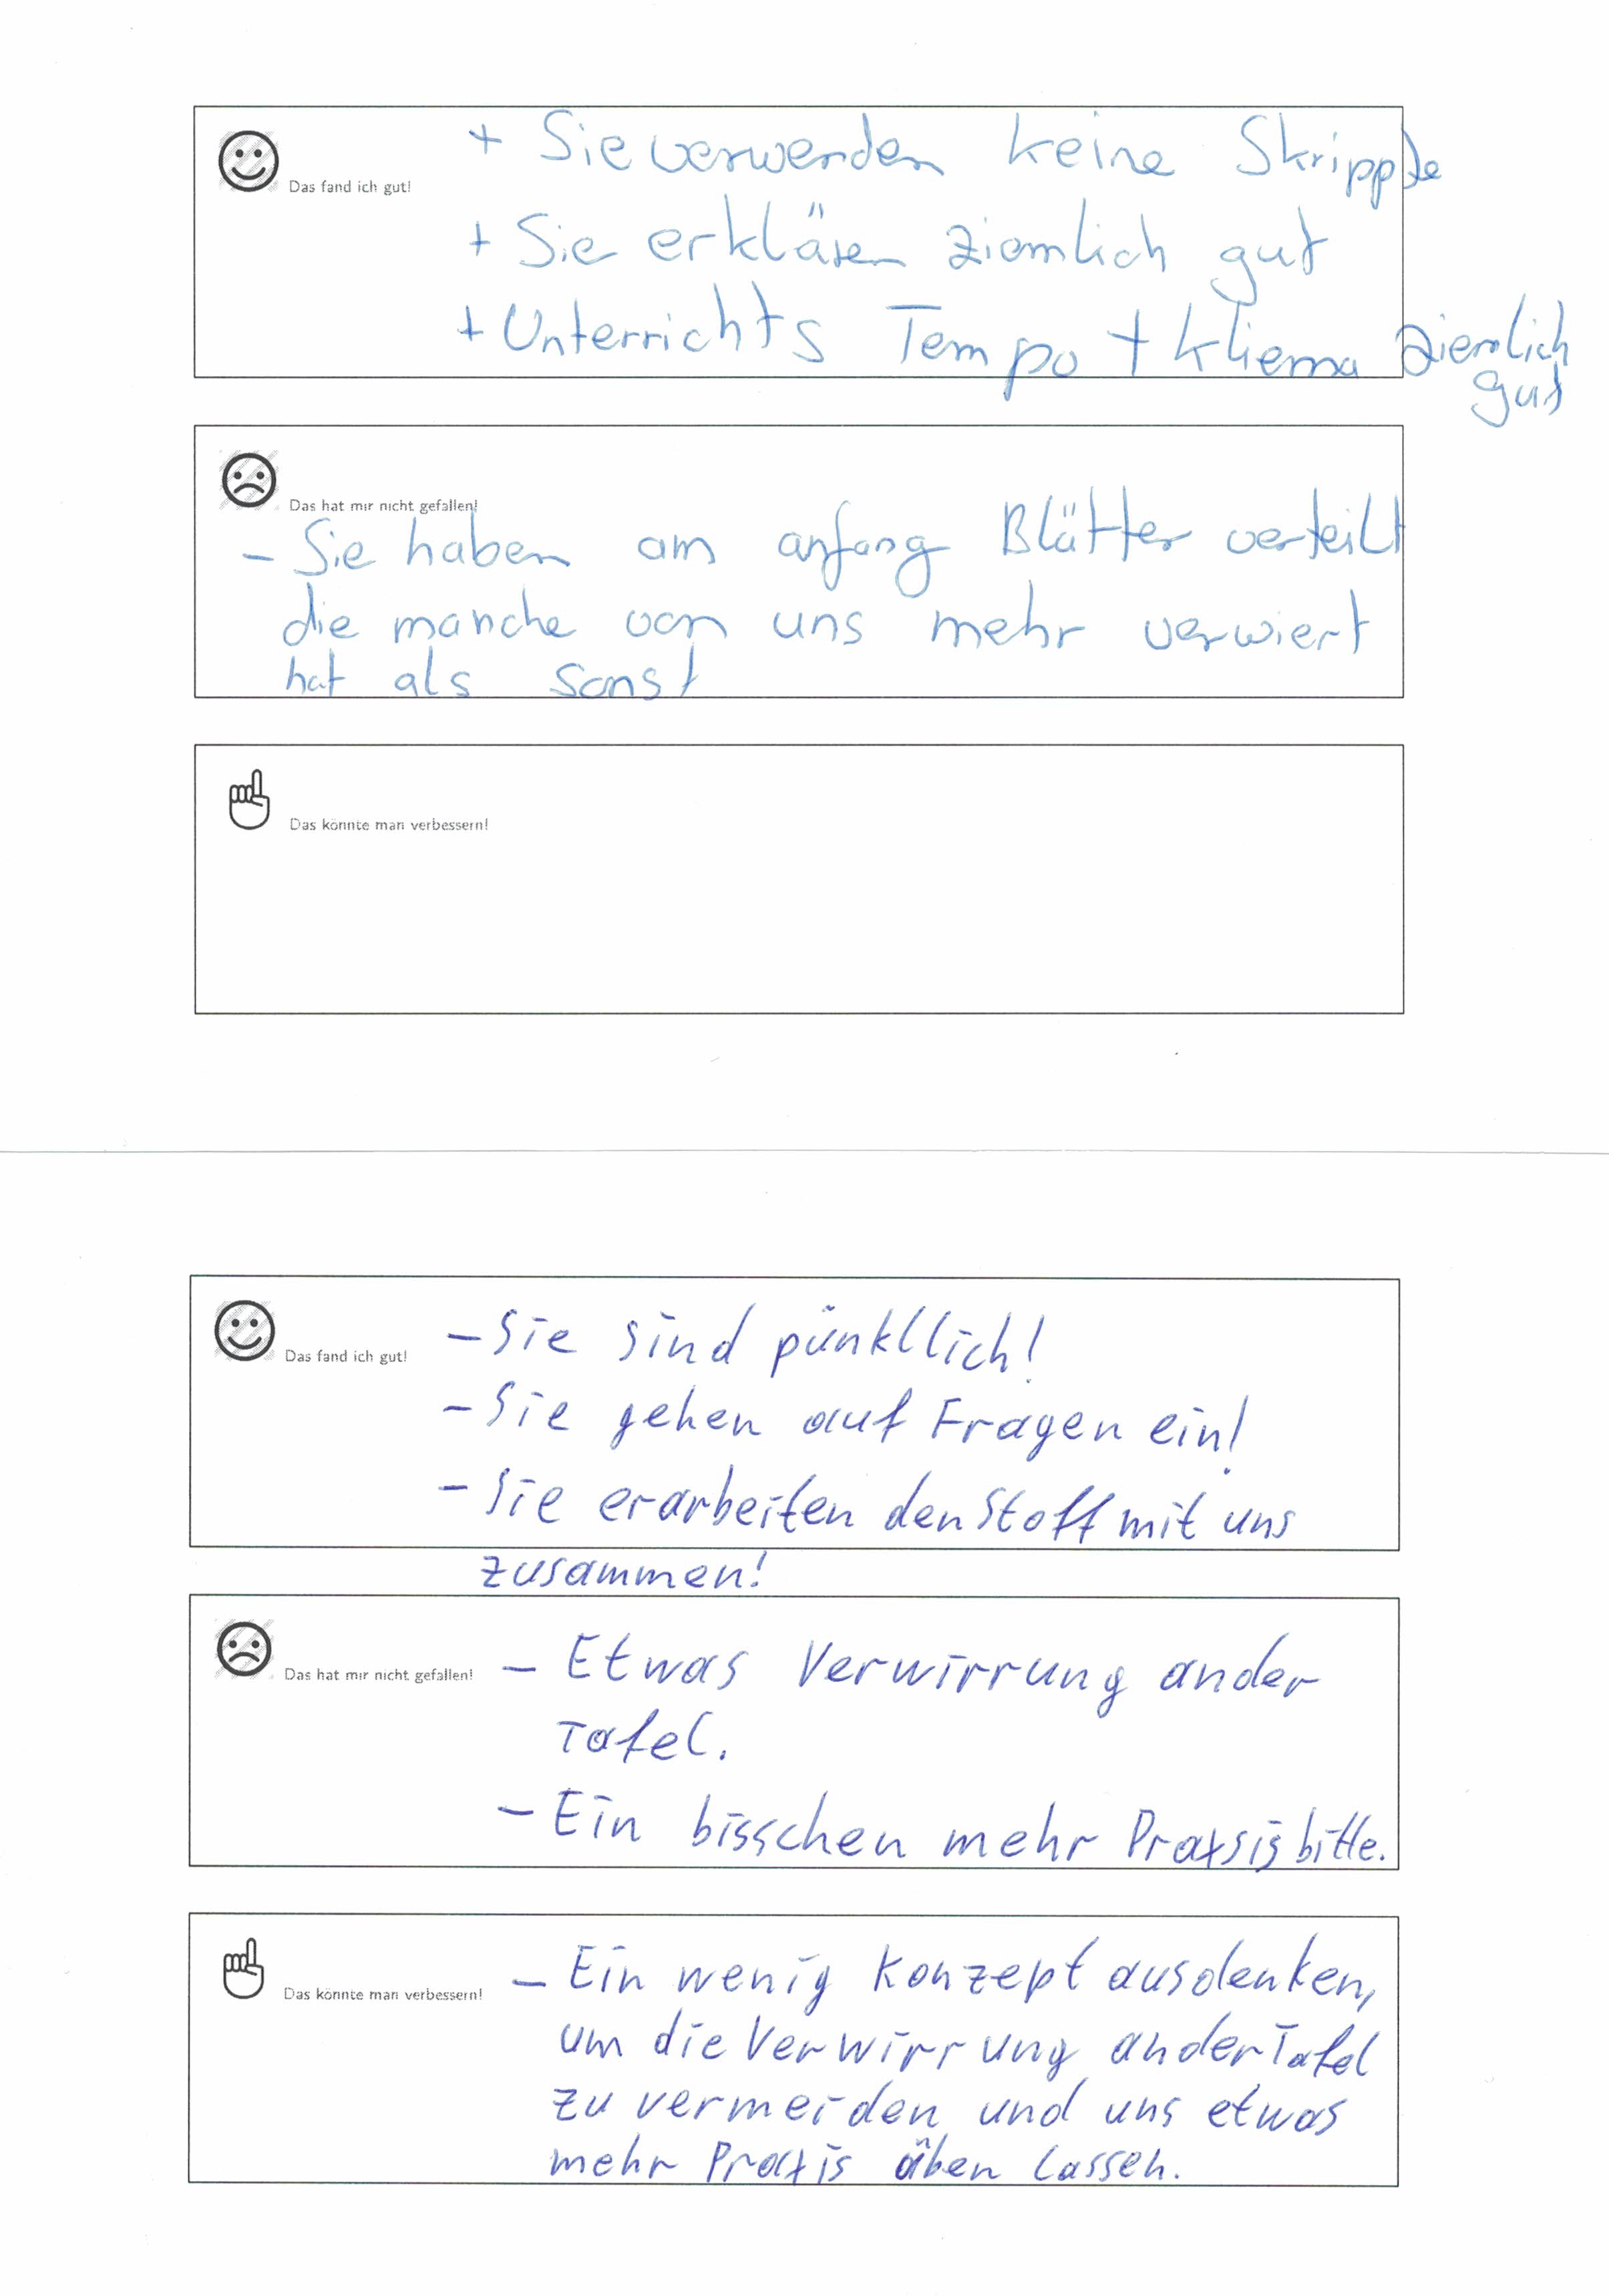 + Sie verwenden keine Skrippte
Das fand ich gut!
+ Sie erklären ziemlich gut
+ Unterrichts Tempo + Kliema ziemlich
gut
Das hat mir nicht gefallen!
- Sie haben am anfang Blätter verteilt
die manche von uns mehr verwiert
hat als sonst
Das könnte man verbessern!
- Sie sind pünktlich!
Das fand ich gut!
- Sie gehen auf Fragen ein!
- Sie erarbeiten den Stoff mit uns
zusammen!
Das hat mir nicht gefallen! - Etwas Verwirrung an der
Tafel.
- Ein bisschen mehr Praxsis bitte.
Das könnte man verbessern! - Ein wenig Konzept ausdenken,
um die Verwirrung an der Tafel
zu vermeiden und uns etwas
mehr Praxis üben lassen.